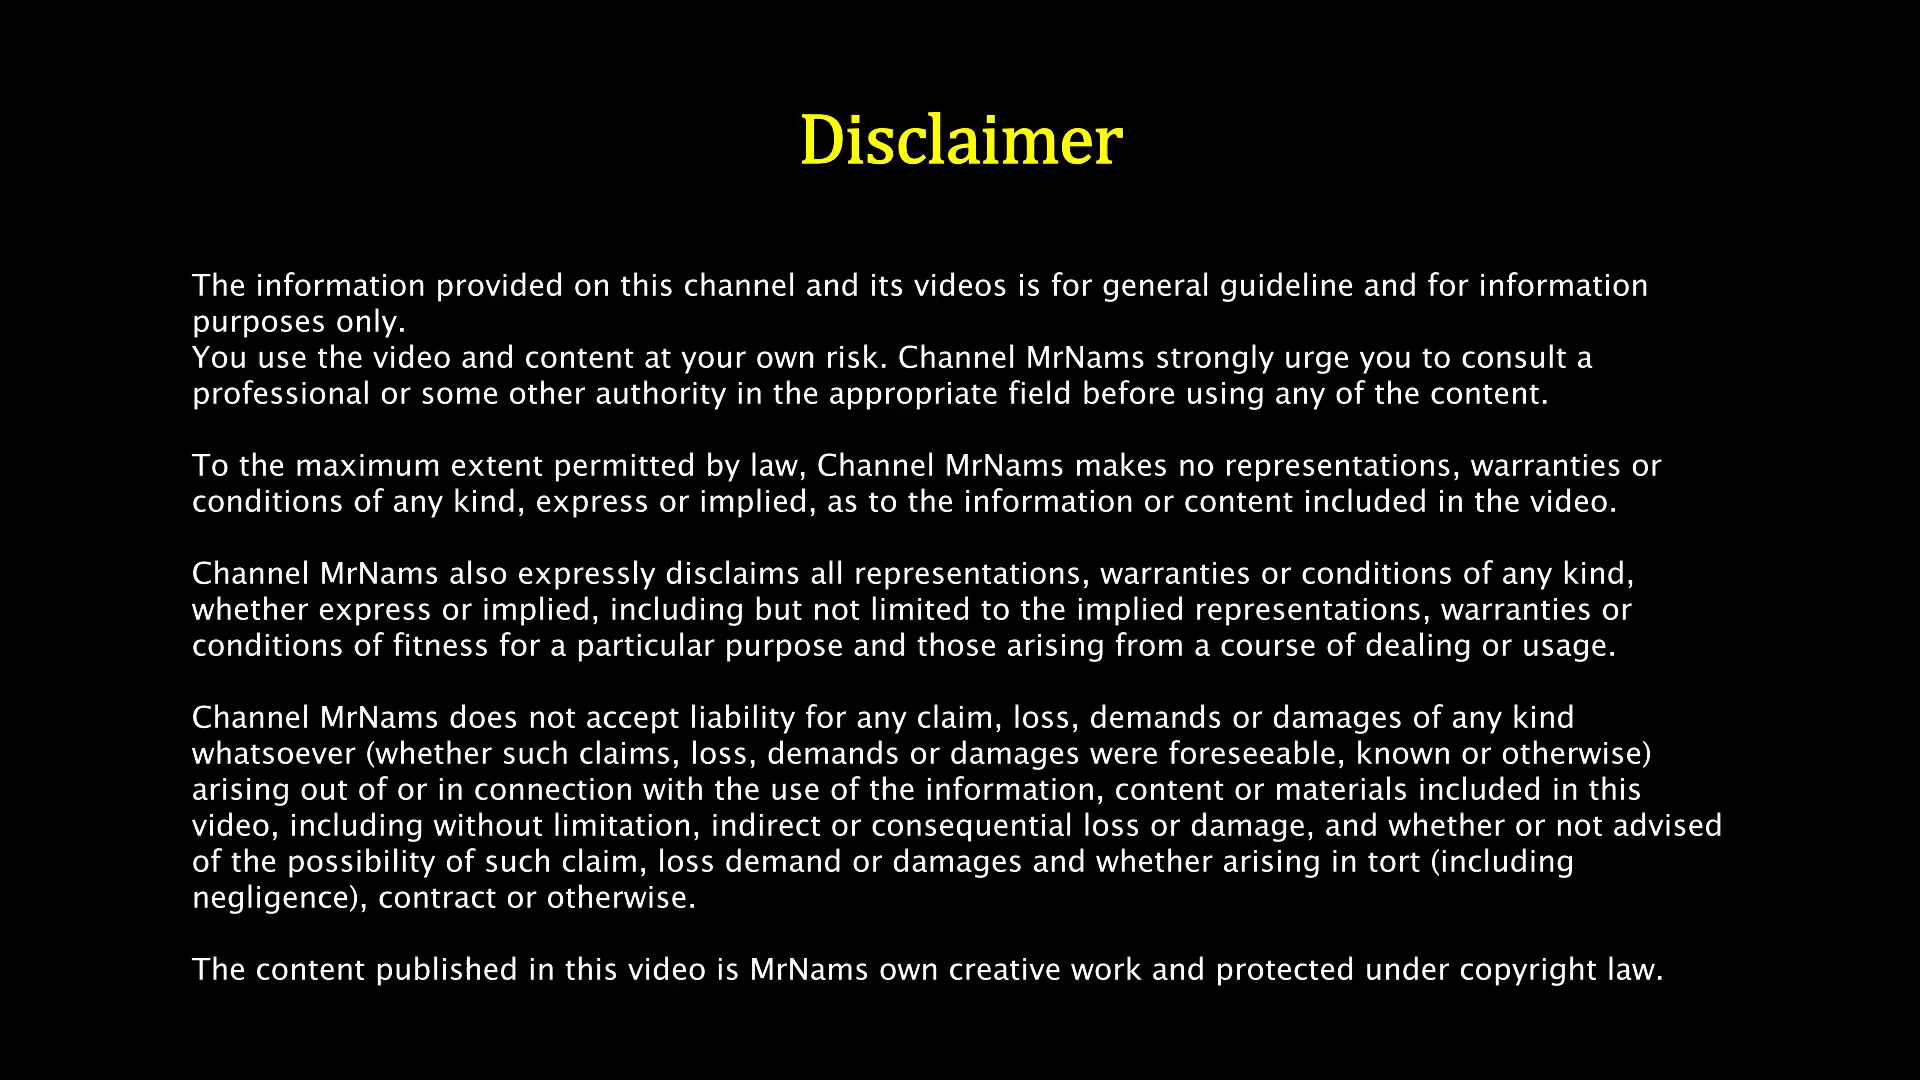 Disclaimer
The information provided on this channel and its videos is for general guideline and for information
purposes only.
You use the video and content at your own risk. Channel MrNams strongly urge you to consult a
professional or some other authority in the appropriate field before using any of the content.
To the maximum extent permitted by law, Channel MrNams makes no representations, warranties or
conditions of any kind, express or implied, as to the information or content included in the video.
Channel MrNams also expressly disclaims all representations, warranties or conditions of any kind,
whether express or implied, including but not limited to the implied representations, warranties or
conditions of fitness for a particular purpose and those arising from a course of dealing or usage.
Channel MrNams does not accept liability for any claim, loss, demands or damages of any kind
whatsoever (whether such claims, loss, demands or damages were foreseeable, known or otherwise)
arising out of or in connection with the use of the information, content or materials included in this
video, including without limitation, indirect or consequential loss or damage, and whether or not advised
of the possibility of such claim, loss demand or damages and whether arising in tort (including
negligence), contract or otherwise.
The content published in this video is MrNams own creative work and protected under copyright law.